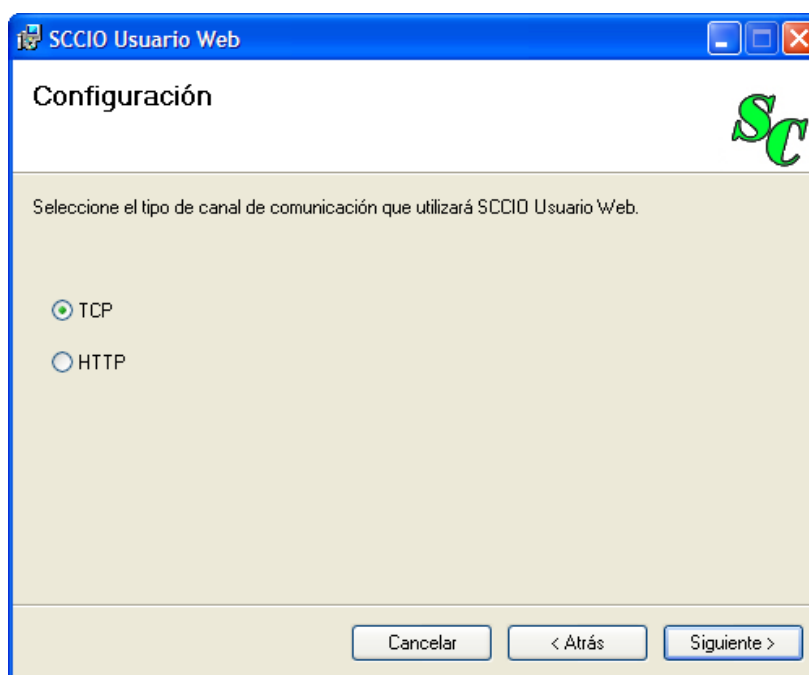 SCCIO Usuario Web
Configuración
SC
Seleccione el tipo de canal de comunicación que utilizará SCCIO Usuario Web.
TCP
HTTP
Cancelar
< Atrás
Siguiente >